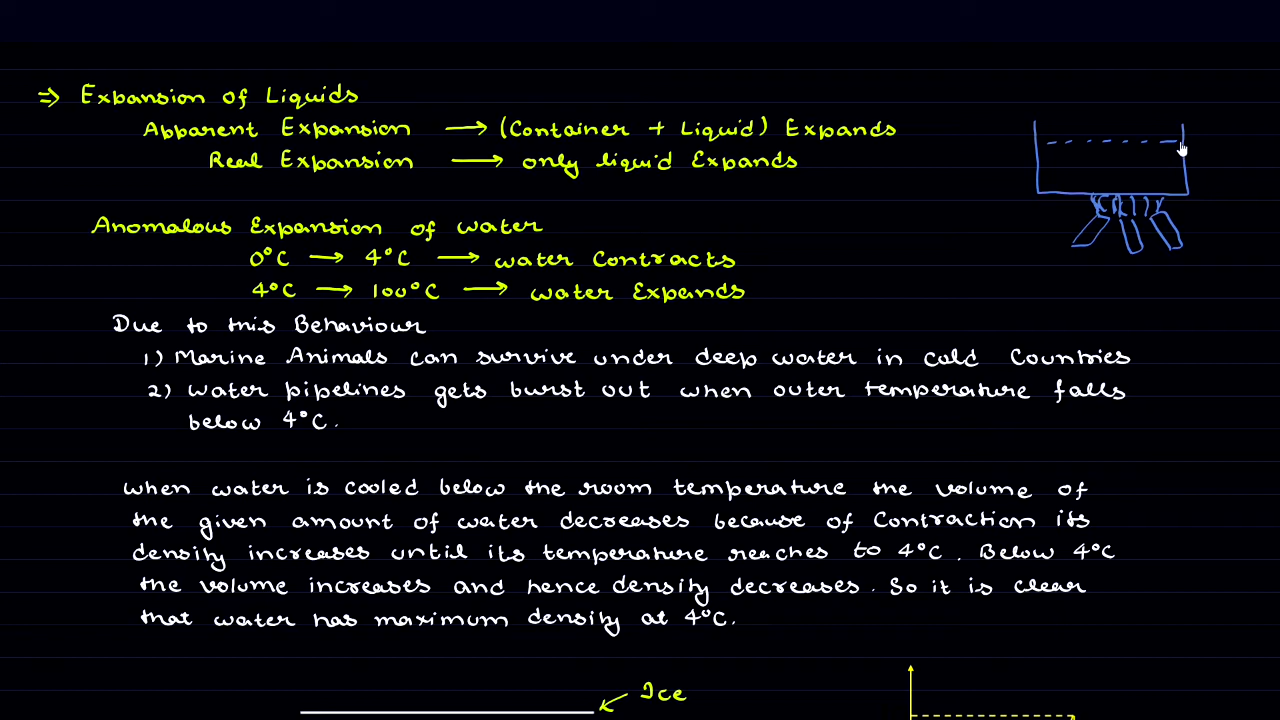 ⇒ Expansion of Liquids
Apparent Expansion → (Container + Liquid) Expands
Real Expansion → only liquid Expands
Anomalous Expansion of water
0°C → 4°C → water Contracts
4°C → 100°C → water Expands
Due to this Behaviour
1) Marine Animals can survive under deep water in cold Countries
2) water pipelines gets burst out when outer temperature falls
below 4°C.
when water is cooled below the room temperature the volume of
the given amount of water decreases because of Contraction its
density increases until its temperature reaches to 4°C. Below 4°C
the volume increases and hence density decreases. So it is clear
that water has maximum density at 4°C.
Ice